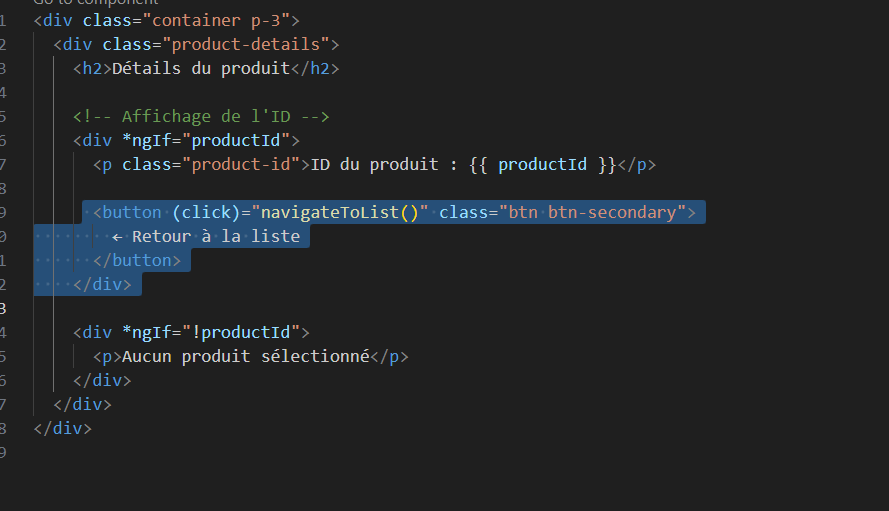 Go to component
1 <div class="container p-3">
2 <div class="product-details">
3 <h2>Détails du produit</h2>
4
5 <!-- Affichage de l'ID -->
6 <div *ngIf="productId">
7 <p class="product-id">ID du produit : {{ productId }}</p>
8
9 <button (click)="navigateToList()" class="btn btn-secondary">
0 ← Retour à la liste
1 </button>
2 </div>
3
4 <div *ngIf="!productId">
5 <p>Aucun produit sélectionné</p>
6 </div>
7 </div>
8 </div>
9